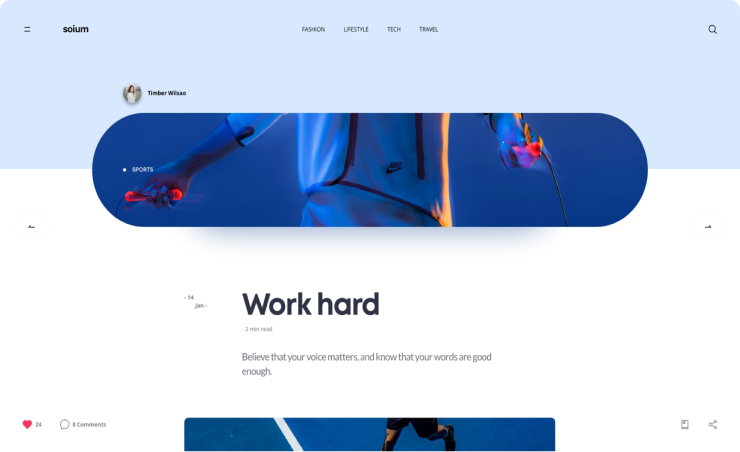 soium
FASHION LIFESTYLE TECH TRAVEL
Timber Wilsao
SPORTS
NIKE
- 14
Jan -
Work hard
2 min read
Believe that your voice matters, and know that your words are good
enough.
24
8 Comments